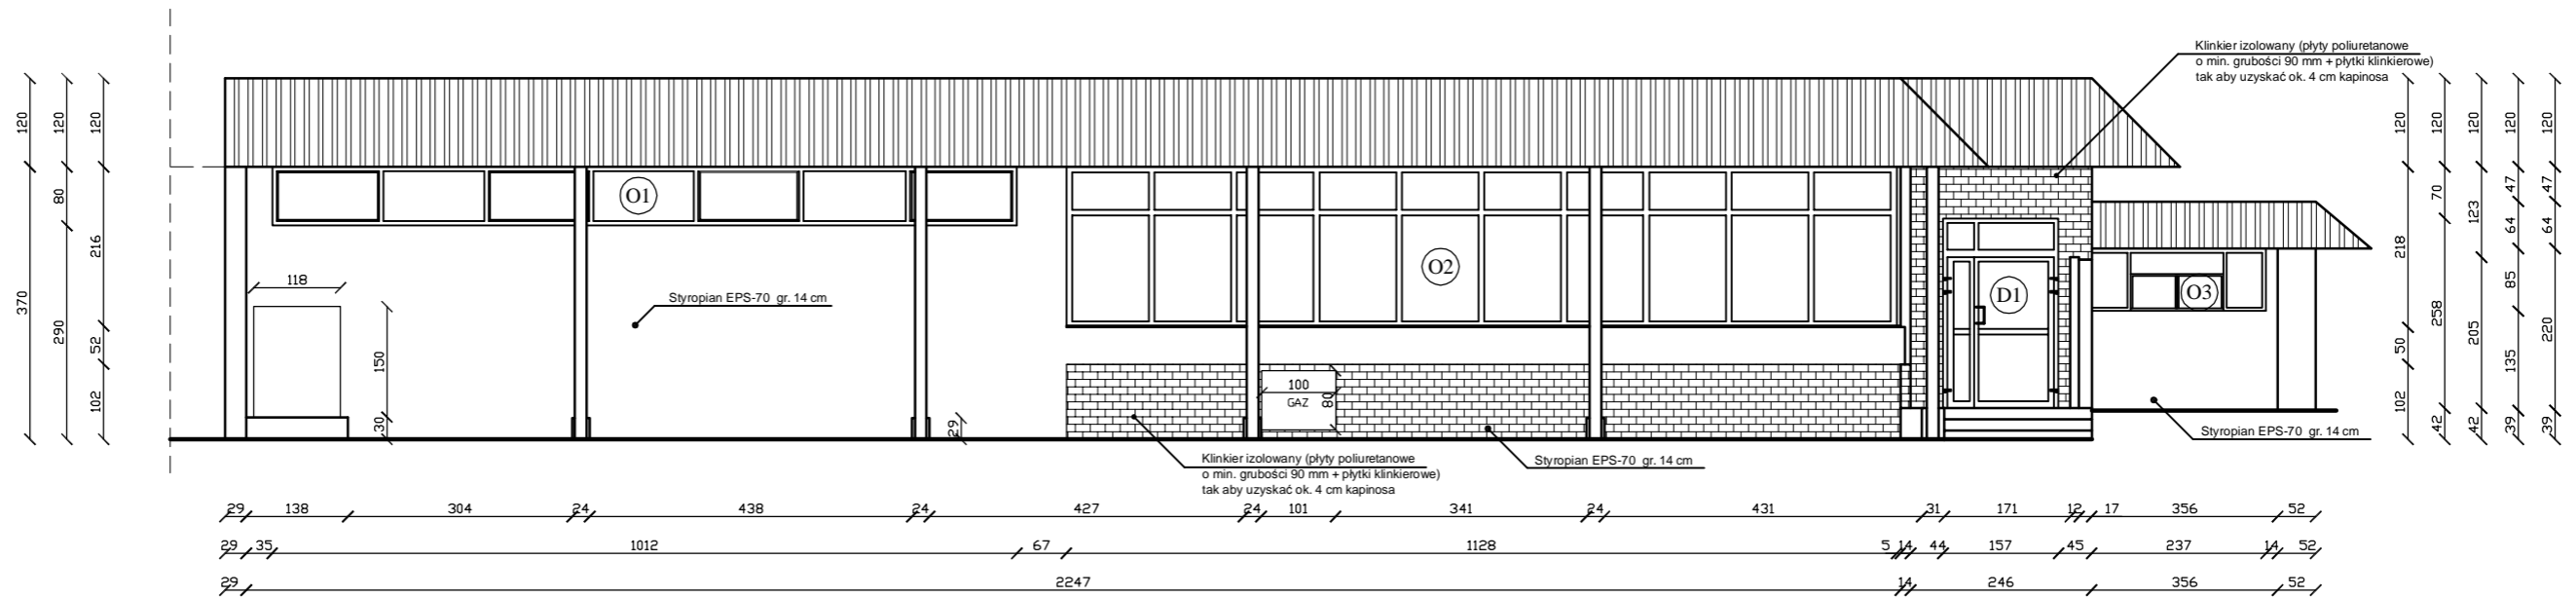 Klinkier izolowany (płyty poliuretanowe
o min. grubości 90 mm + płytki klinkierowe)
tak aby uzyskać ok. 4 cm kapinosa
120
370
120
80
290
120
216
52
102
O1
O2
D1
O3
118
150
30
29
Styropian EPS-70 gr. 14 cm
100
GAZ
80
120
218
50
102
120
70
258
42
120
123
205
42
120
47
64
85
135
39
120
47
64
220
39
Styropian EPS-70 gr. 14 cm
Klinkier izolowany (płyty poliuretanowe
o min. grubości 90 mm + płytki klinkierowe)
tak aby uzyskać ok. 4 cm kapinosa
Styropian EPS-70 gr. 14 cm
29 138 304 24 438 24 427 24 101 341 24 431 31 171 12 17 356 52
29 35 1012 67 1128 5 14 44 157 45 237 14 52
29 2247 14 246 356 52